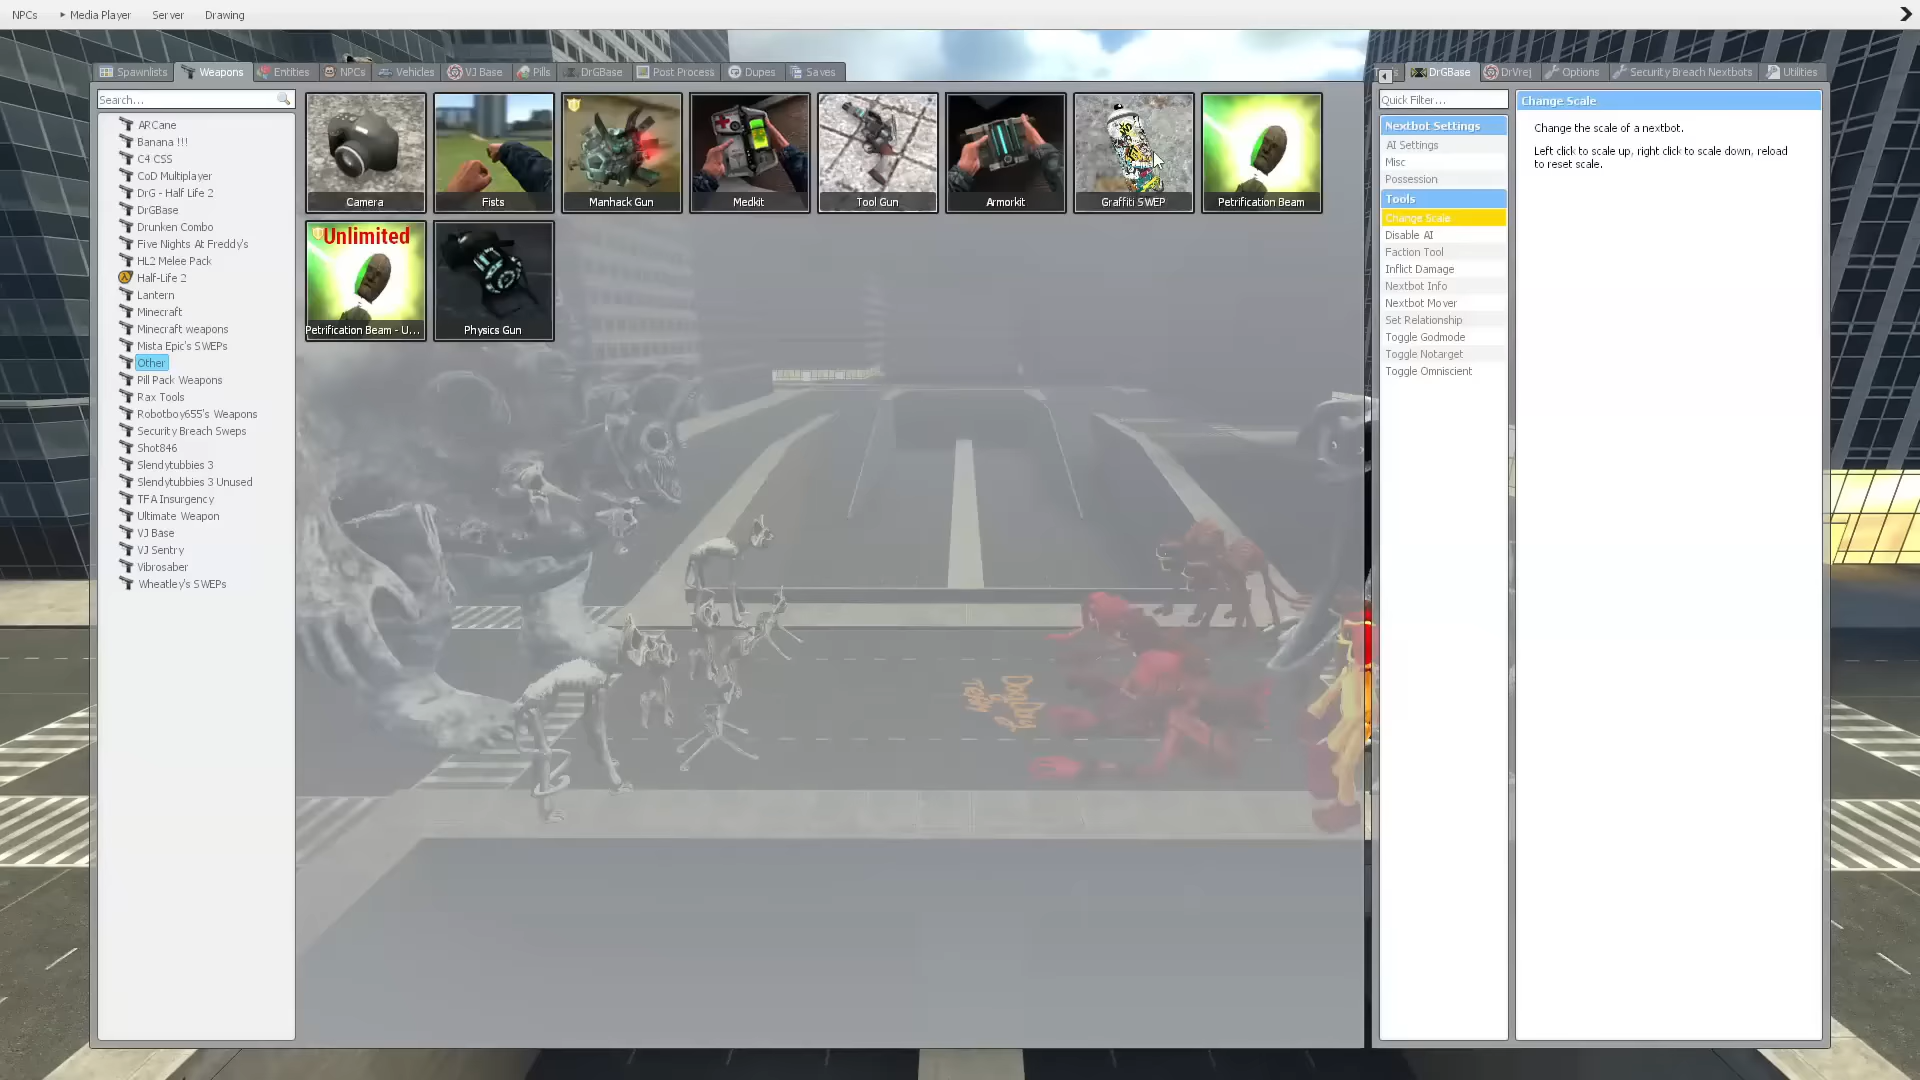 NPCs Media Player Server Drawing
Spawnlists Weapons Entities NPCs Vehicles VJ Base Pills DrGBase Post Process Dupes Saves
DrGBase DrVrej Options Security Breach Nextbots Utilities
Search...
ARCane
Banana !!!
C4 CSS
CoD Multiplayer
DrG - Half Life 2
DrGBase
Drunken Combo
Five Nights At Freddy's
HL2 Melee Pack
Half-Life 2
Lantern
Minecraft
Minecraft weapons
Mista Epic's SWEPs
Other
Pill Pack Weapons
Rax Tools
Robotboy655's Weapons
Security Breach Sweps
Shot846
Slendytubbies 3
Slendytubbies 3 Unused
TFA Insurgency
Ultimate Weapon
VJ Base
VJ Sentry
Vibrosaber
Wheatley's SWEPs
Camera Fists Manhack Gun Medkit Tool Gun Armorkit Graffiti SWEP Petrification Beam
Unlimited
Petrification Beam - U... Physics Gun
Quick Filter...
Nextbot Settings
AI Settings
Misc
Possession
Tools
Change Scale
Disable AI
Faction Tool
Inflict Damage
Nextbot Info
Nextbot Mover
Set Relationship
Toggle Godmode
Toggle Notarget
Toggle Omniscient
Change Scale
Change the scale of a nextbot.
Left click to scale up, right click to scale down, reload
to reset scale.